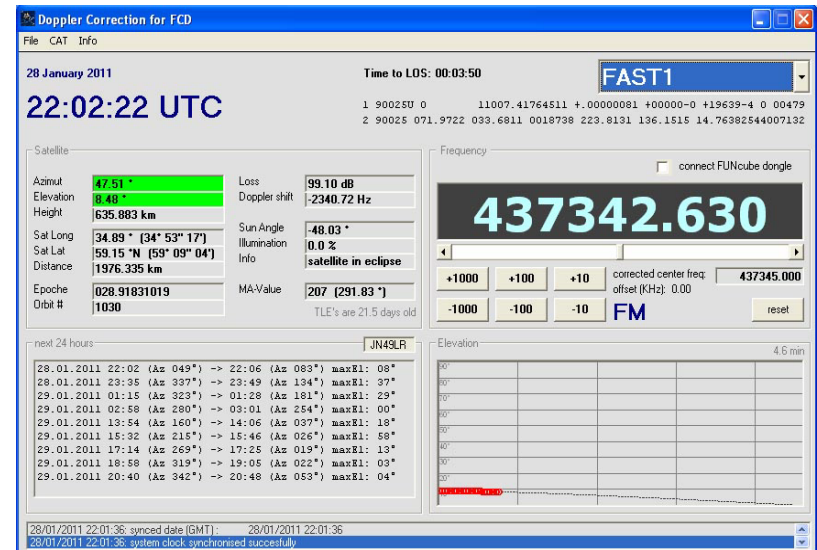 Doppler Correction for FCD
File CAT Info
28 January 2011
Time to LOS: 00:03:50
FAST1
22:02:22 UTC
1 90025U 0 11007.41764511 +.00000081 +00000-0 +19639-4 0 00479
2 90025 071.9722 033.6811 0018738 223.8131 136.1515 14.76382544007132
Satellite
Azimut 47.51 °
Elevation 8.48 °
Height 635.883 km
Sat Long 34.89 ° (34° 53" 17')
Sat Lat 59.15 °N (59° 09" 04')
Distance 1976.335 km
Epoche 028.91831019
Orbit # 1030
Loss 99.10 dB
Doppler shift -2340.72 Hz
Sun Angle -48.03 °
Illumination 0.0 %
Info satellite in eclipse
MA-Value 207 (291.83 °)
TLE's are 21.5 days old
Frequency
connect FUNcube dongle
437342.630
+1000 +100 +10
corrected center freq: 437345.000
offset (KHz): 0.00
-1000 -100 -10 FM reset
next 24 hours JN49LR
28.01.2011 22:02 (Az 049°) -> 22:06 (Az 083°) maxEl: 08°
28.01.2011 23:35 (Az 337°) -> 23:49 (Az 134°) maxEl: 37°
29.01.2011 01:15 (Az 323°) -> 01:28 (Az 181°) maxEl: 29°
29.01.2011 02:58 (Az 280°) -> 03:01 (Az 254°) maxEl: 00°
29.01.2011 13:54 (Az 160°) -> 14:06 (Az 037°) maxEl: 18°
29.01.2011 15:32 (Az 215°) -> 15:46 (Az 026°) maxEl: 58°
29.01.2011 17:14 (Az 269°) -> 17:25 (Az 019°) maxEl: 13°
29.01.2011 18:58 (Az 319°) -> 19:05 (Az 022°) maxEl: 03°
29.01.2011 20:40 (Az 342°) -> 20:48 (Az 053°) maxEl: 04°
Elevation
4.6 min
90°
80°
70°
60°
50°
40°
30°
20°
28/01/2011 22:01:36: synced date (GMT) : 28/01/2011 22:01:36
28/01/2011 22:01:36: system clock synchronised succesfully